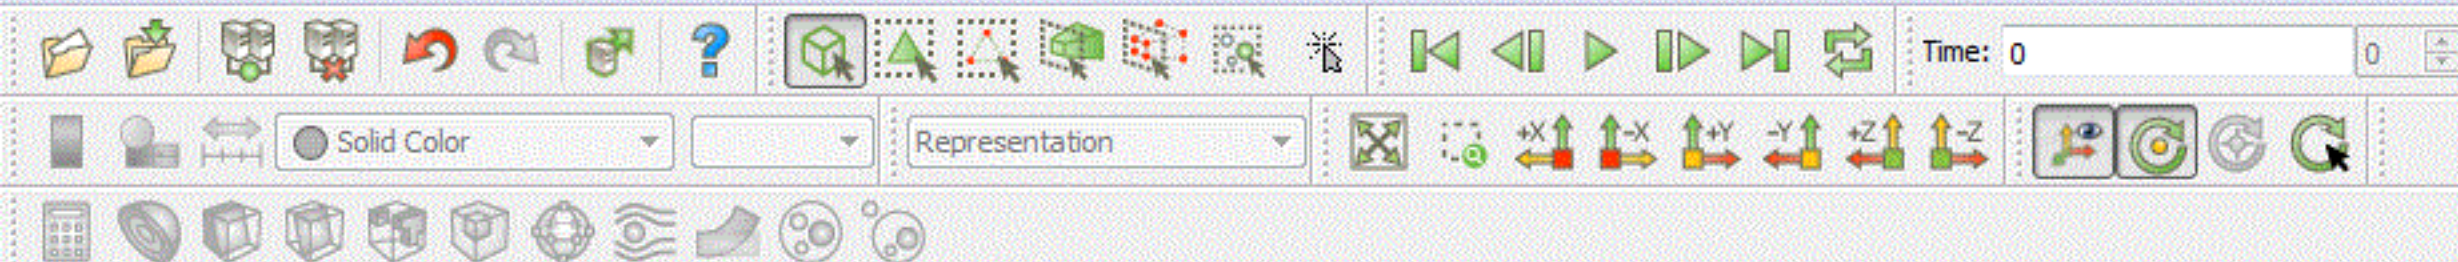 ? Time: 0 0
Solid Color Representation +X -X +Y -Y +Z -Z